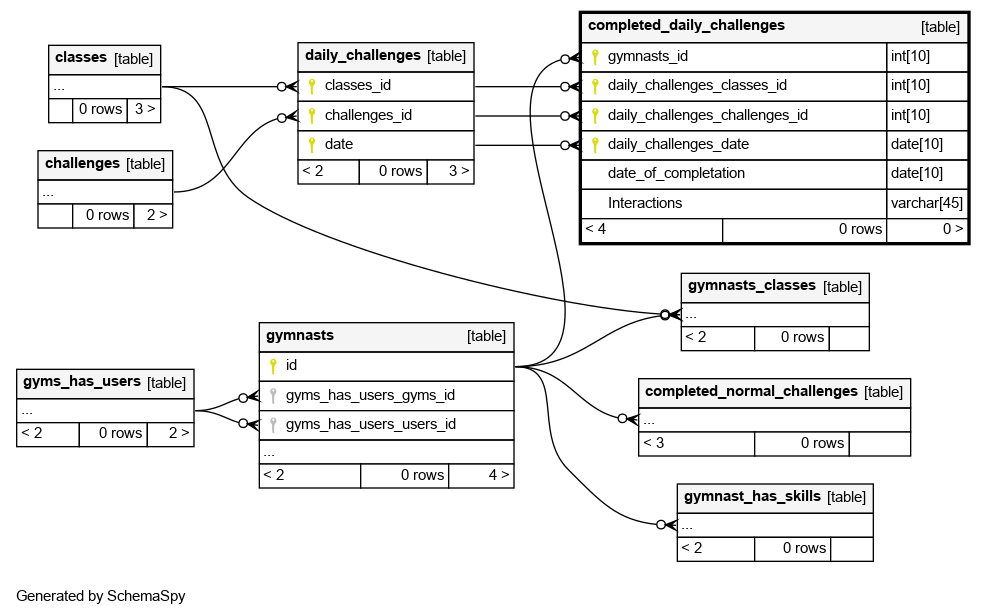 classes [table]
...
0 rows 3 >
challenges [table]
...
0 rows 2 >
daily_challenges [table]
classes_id
challenges_id
date
< 2 0 rows 3 >
completed_daily_challenges [table]
gymnasts_id int[10]
daily_challenges_classes_id int[10]
daily_challenges_challenges_id int[10]
daily_challenges_date date[10]
date_of_completation date[10]
Interactions varchar[45]
< 4 0 rows 0 >
gymnasts_classes [table]
...
< 2 0 rows
gymnasts [table]
id
gyms_has_users_gyms_id
gyms_has_users_users_id
...
< 2 0 rows 4 >
gyms_has_users [table]
...
< 2 0 rows 2 >
completed_normal_challenges [table]
...
< 3 0 rows
gymnast_has_skills [table]
...
< 2 0 rows
Generated by SchemaSpy